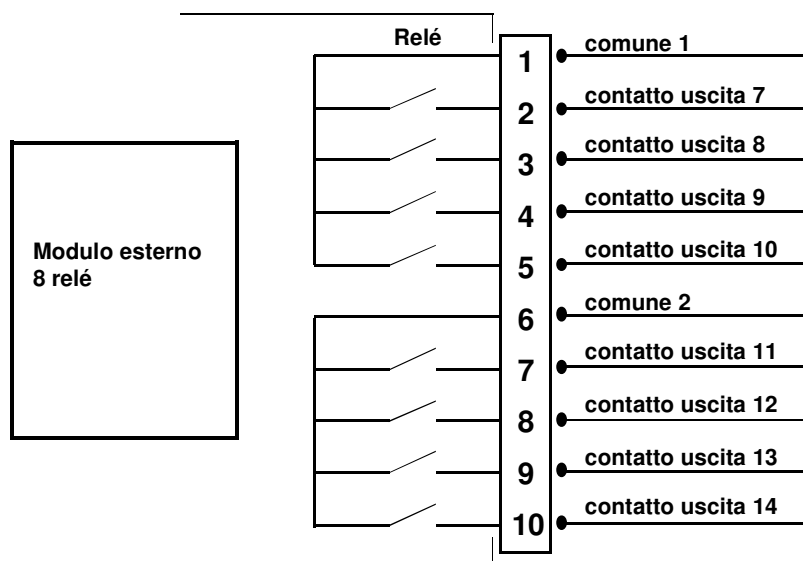 Relé
1 comune 1
2 contatto uscita 7
3 contatto uscita 8
4 contatto uscita 9
Modulo esterno
8 relé
5 contatto uscita 10
6 comune 2
7 contatto uscita 11
8 contatto uscita 12
9 contatto uscita 13
10 contatto uscita 14